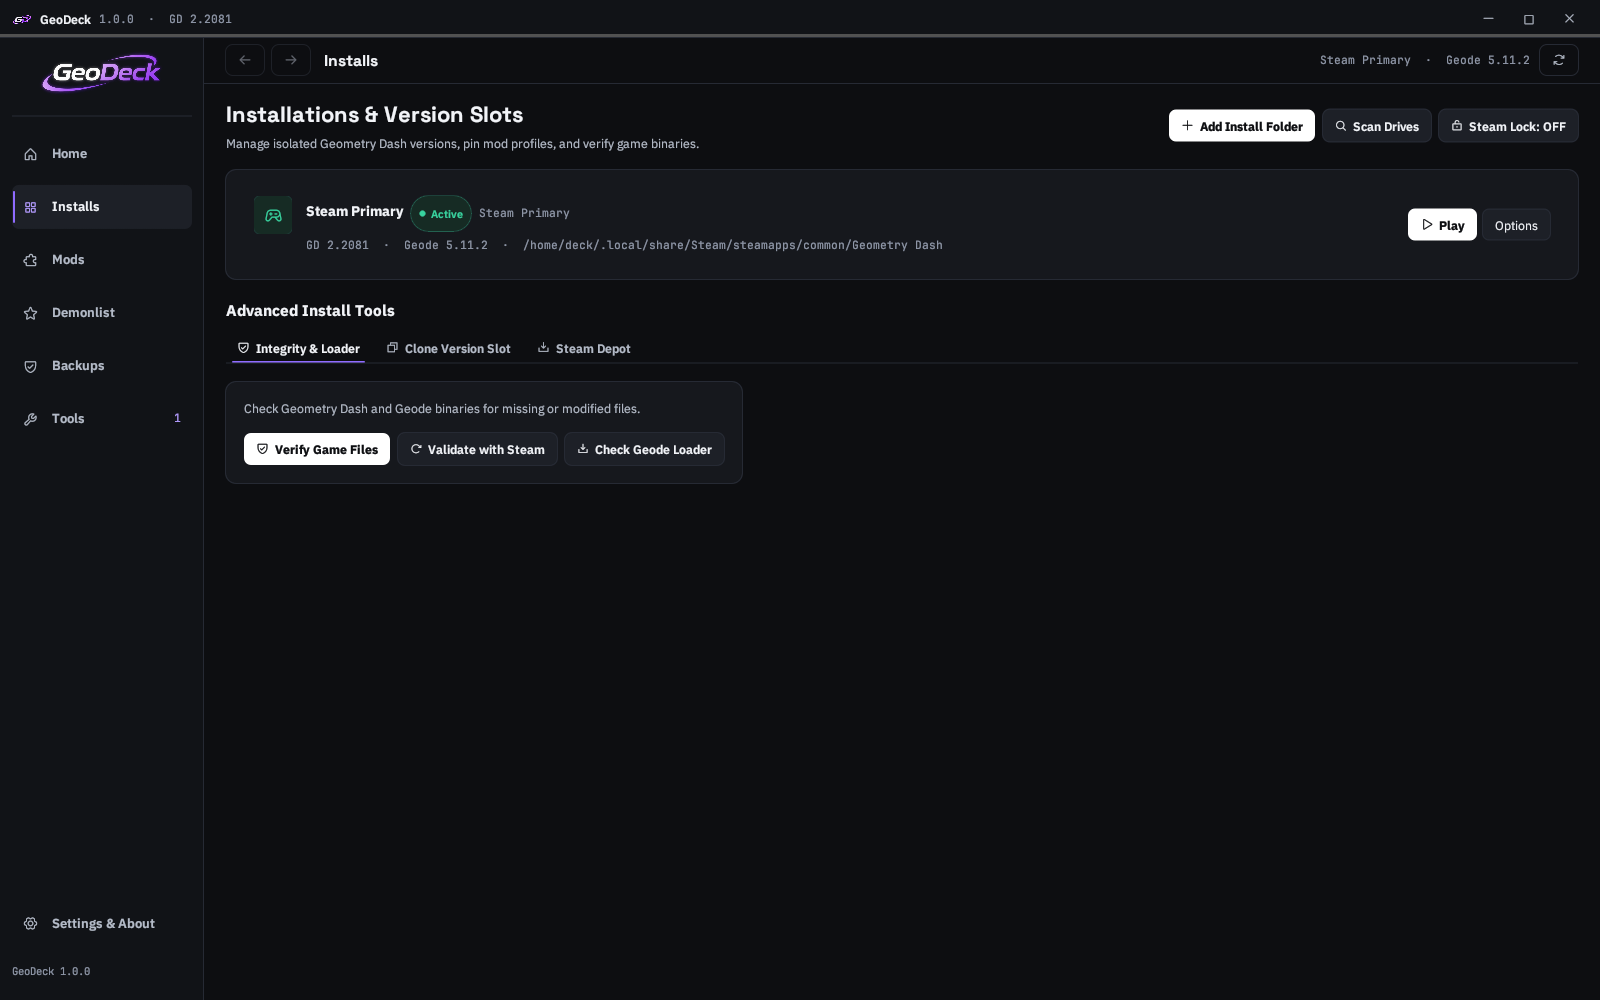 GeoDeck 1.0.0 · GD 2.2081
GeoDeck
Installs
Steam Primary · Geode 5.11.2
Home
Installs
Mods
Demonlist
Backups
Tools 1
Settings & About
GeoDeck 1.0.0
Installations & Version Slots
Manage isolated Geometry Dash versions, pin mod profiles, and verify game binaries.
Add Install Folder
Scan Drives
Steam Lock: OFF
Steam Primary Active Steam Primary
GD 2.2081 · Geode 5.11.2 · /home/deck/.local/share/Steam/steamapps/common/Geometry Dash
Play
Options
Advanced Install Tools
Integrity & Loader
Clone Version Slot
Steam Depot
Check Geometry Dash and Geode binaries for missing or modified files.
Verify Game Files
Validate with Steam
Check Geode Loader